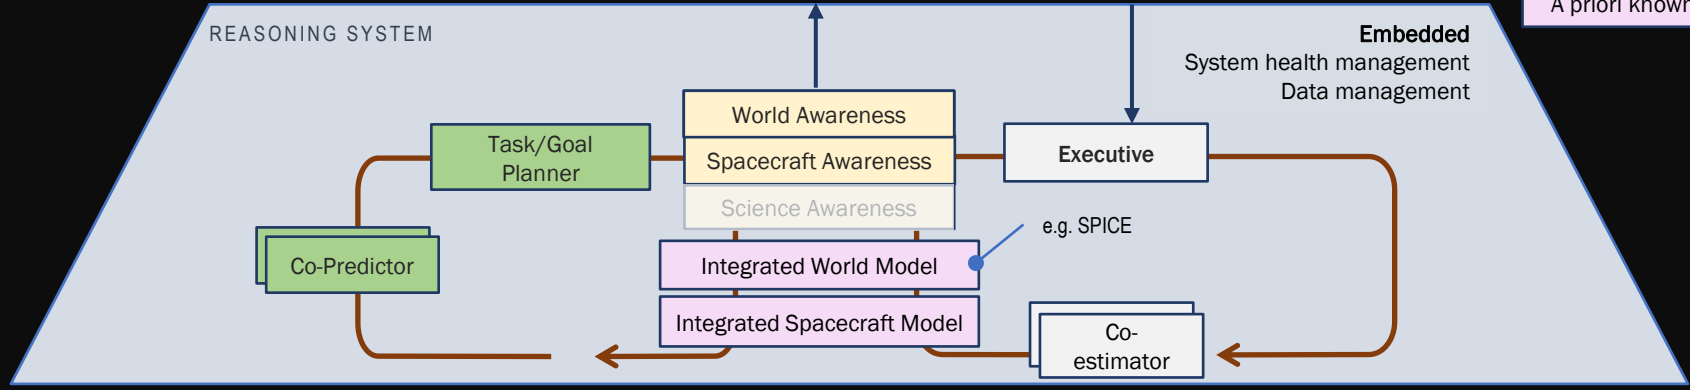 A priori known
REASONING SYSTEM
Embedded
System health management
Data management
World Awareness
Task/Goal
Planner
Spacecraft Awareness
Executive
Science Awareness
e.g. SPICE
Co-Predictor
Integrated World Model
Integrated Spacecraft Model
Co-
estimator